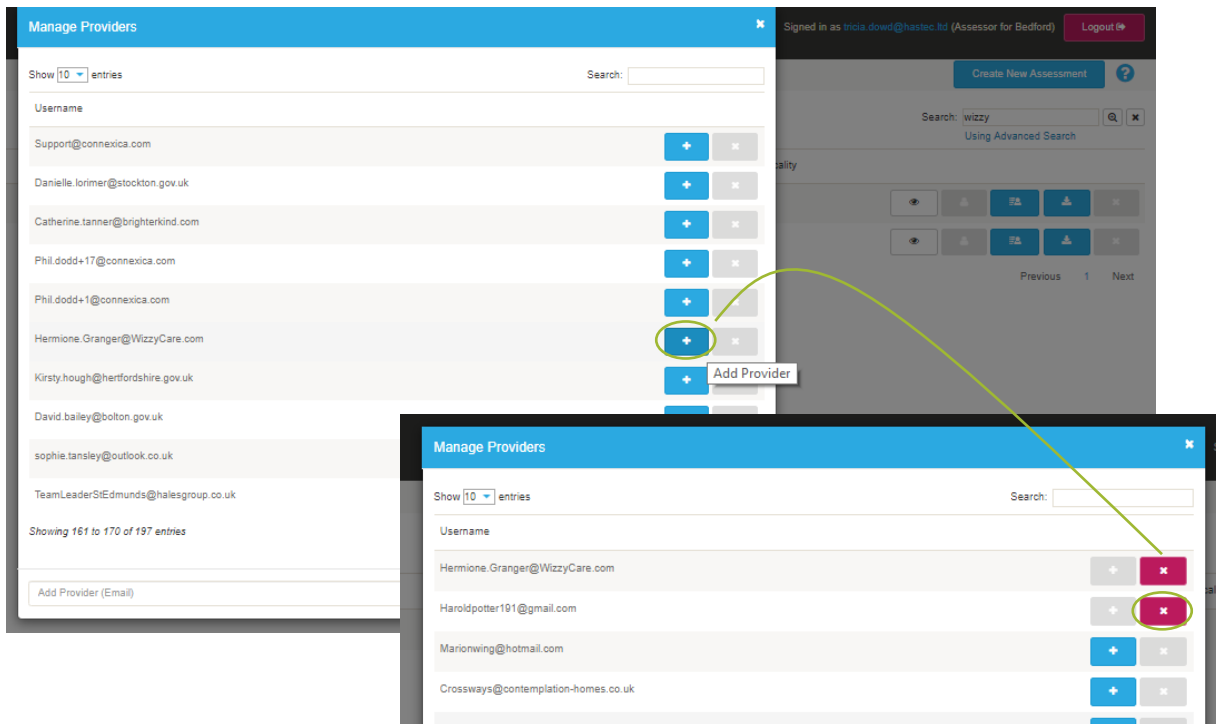 Manage Providers
Signed in as tricia.dowd@hastec.ltd (Assessor for Bedford) Logout
Show 10 entries Search:
Create New Assessment ?
Username
Search: wizzy
Using Advanced Search
Support@connexica.com
cality
Danielle.lorimer@stockton.gov.uk
Catherine.tanner@brighterkind.com
Phil.dodd+17@connexica.com
Previous 1 Next
Phil.dodd+1@connexica.com
Hermione.Granger@WizzyCare.com
Add Provider
Kirsty.hough@hertfordshire.gov.uk
David.bailey@bolton.gov.uk
sophie.tansley@outlook.co.uk
TeamLeaderStEdmunds@halesgroup.co.uk
Showing 161 to 170 of 197 entries
Add Provider (Email)
Manage Providers
Show 10 entries Search:
Username
Hermione.Granger@WizzyCare.com
Haroldpotter191@gmail.com
Marionwing@hotmail.com
Crossways@contemplation-homes.co.uk